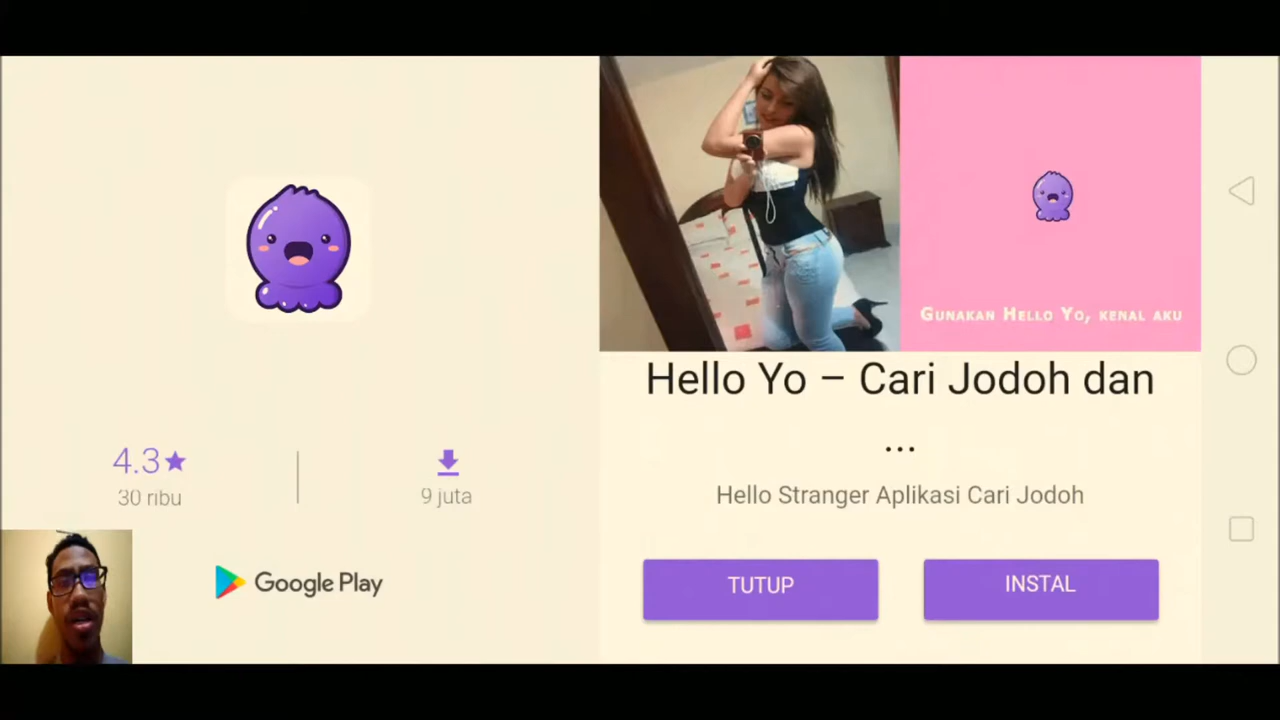 4.3★
30 ribu
9 juta
Google Play
GUNAKAN HELLO YO, KENAL AKU
Hello Yo – Cari Jodoh dan
...
Hello Stranger Aplikasi Cari Jodoh
TUTUP
INSTAL